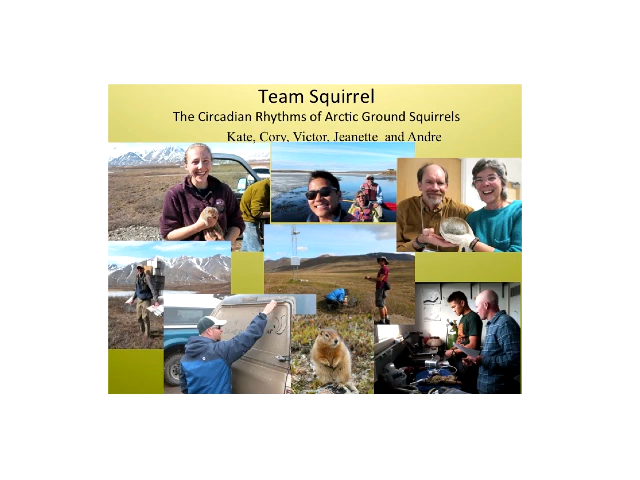 Team Squirrel
The Circadian Rhythms of Arctic Ground Squirrels
Kate, Cory, Victor, Jeanette and Andre